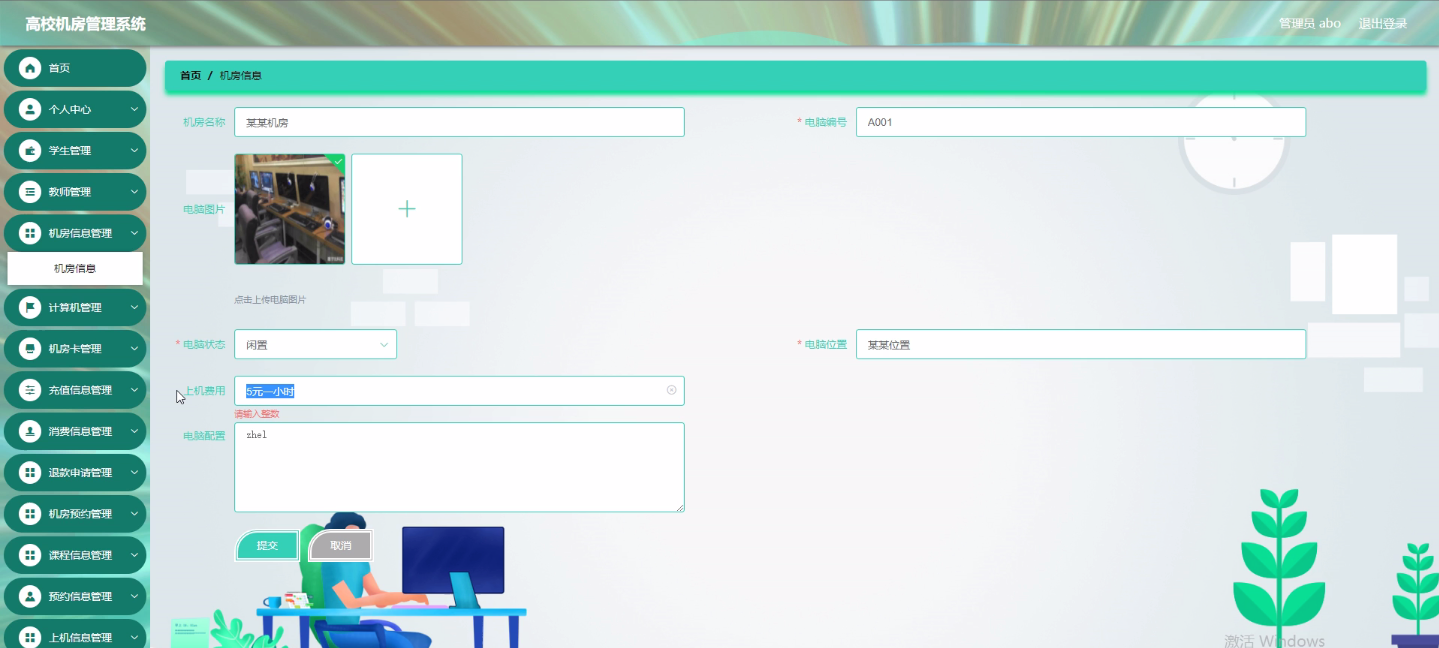 高校机房管理系统
管理员 abo 退出登录
首页
个人中心
学生管理
教师管理
机房信息管理
机房信息
计算机管理
机房卡管理
充值信息管理
消费信息管理
退款申请管理
机房预约管理
课程信息管理
预约信息管理
上机信息管理
首页 / 机房信息
机房名称 某某机房
* 电脑编号 A001
电脑图片
点击上传电脑图片
* 电脑状态 闲置
* 电脑位置 某某位置
上机费用 5元一小时
请输入整数
电脑配置 zhel
提交 取消
激活 Windows